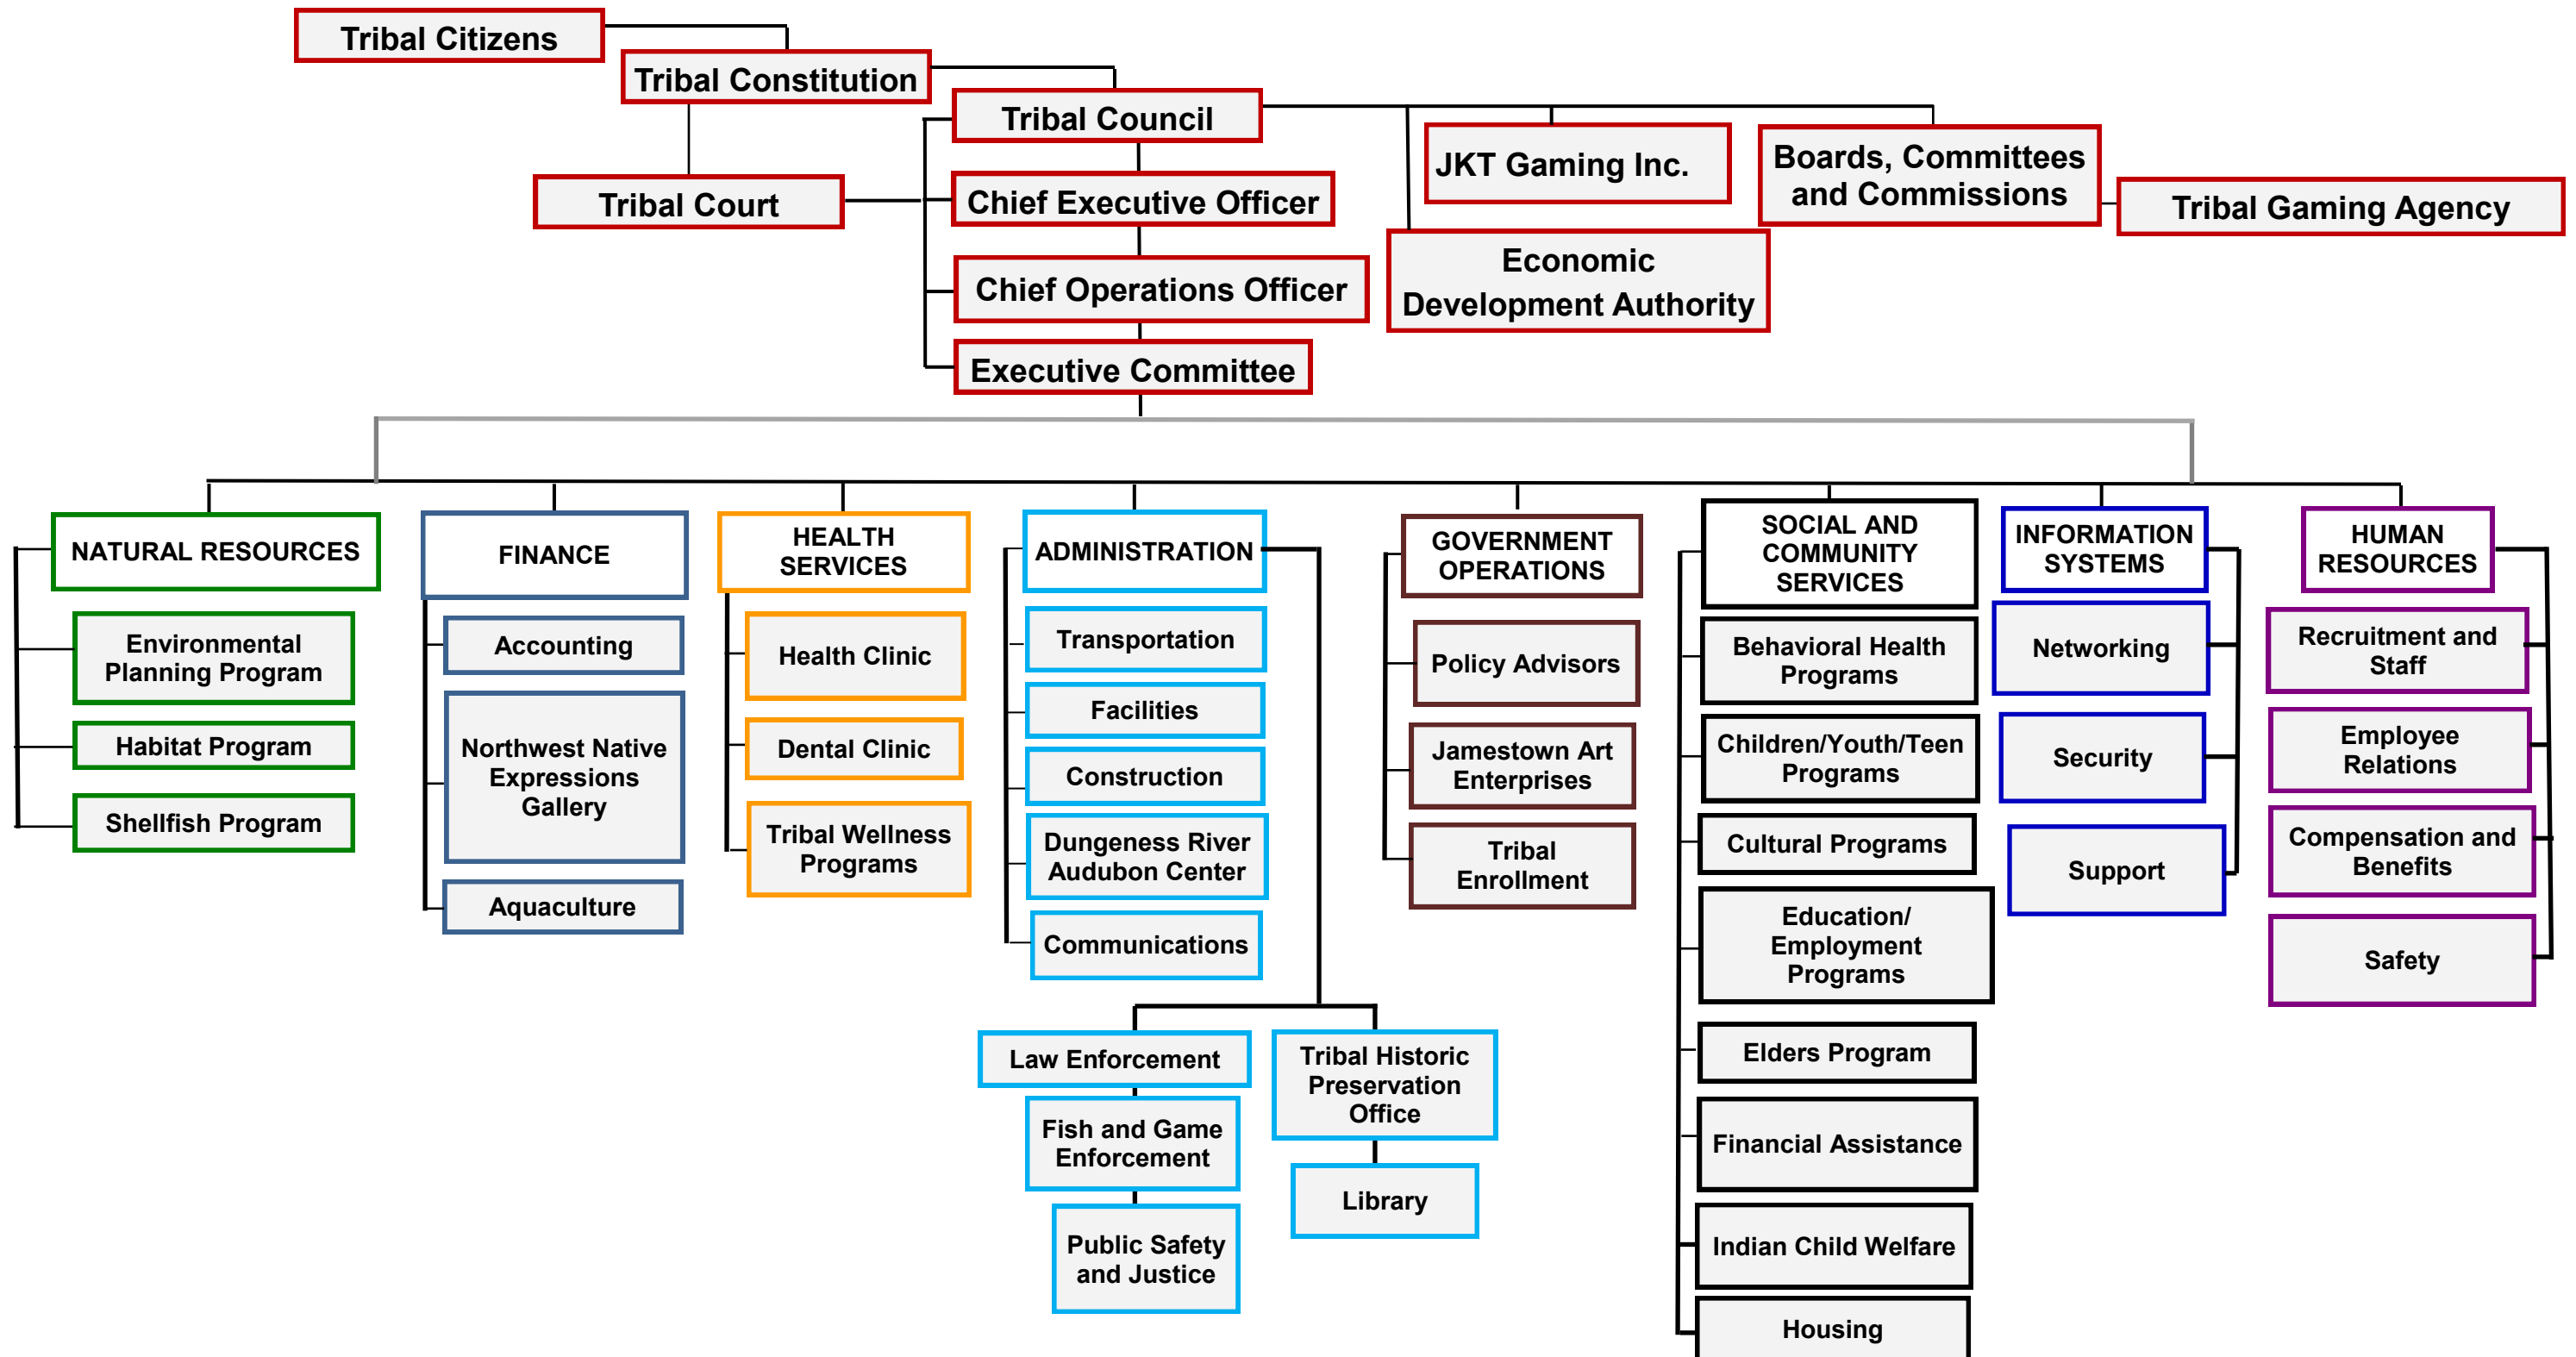 Tribal Citizens
Tribal Constitution
Tribal Council
Tribal Court
Chief Executive Officer
Chief Operations Officer
Executive Committee
JKT Gaming Inc.
Economic
Development Authority
Boards, Committees
and Commissions
Tribal Gaming Agency
NATURAL RESOURCES
Environmental
Planning Program
Habitat Program
Shellfish Program
FINANCE
Accounting
Northwest Native
Expressions
Gallery
Aquaculture
HEALTH
SERVICES
Health Clinic
Dental Clinic
Tribal Wellness
Programs
ADMINISTRATION
Transportation
Facilities
Construction
Dungeness River
Audubon Center
Communications
Law Enforcement
Fish and Game
Enforcement
Public Safety
and Justice
Tribal Historic
Preservation
Office
Library
GOVERNMENT
OPERATIONS
Policy Advisors
Jamestown Art
Enterprises
Tribal
Enrollment
SOCIAL AND
COMMUNITY
SERVICES
Behavioral Health
Programs
Children/Youth/Teen
Programs
Cultural Programs
Education/
Employment
Programs
Elders Program
Financial Assistance
Indian Child Welfare
Housing
INFORMATION
SYSTEMS
Networking
Security
Support
HUMAN
RESOURCES
Recruitment and
Staff
Employee
Relations
Compensation and
Benefits
Safety